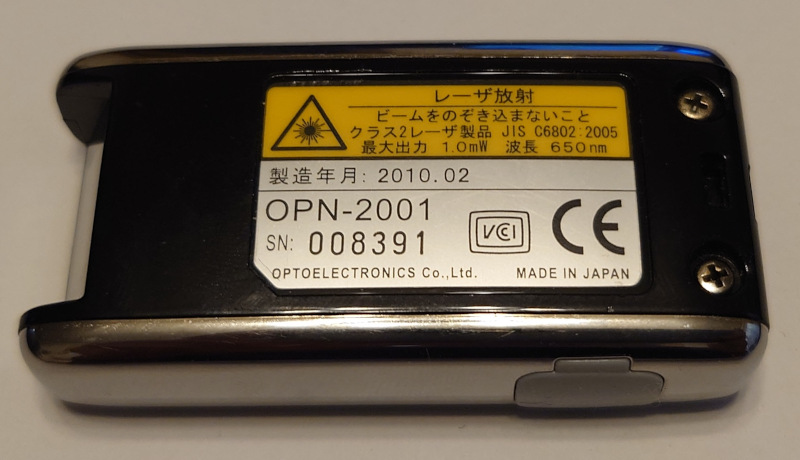 レーザ放射
ビームをのぞき込まないこと
クラス2レーザ製品 JIS C6802:2005
最大出力 1.0mW 波長 650nm
製造年月: 2010.02
OPN-2001
SN: 008391
VCCI
CE
OPTOELECTRONICS Co.,Ltd. MADE IN JAPAN